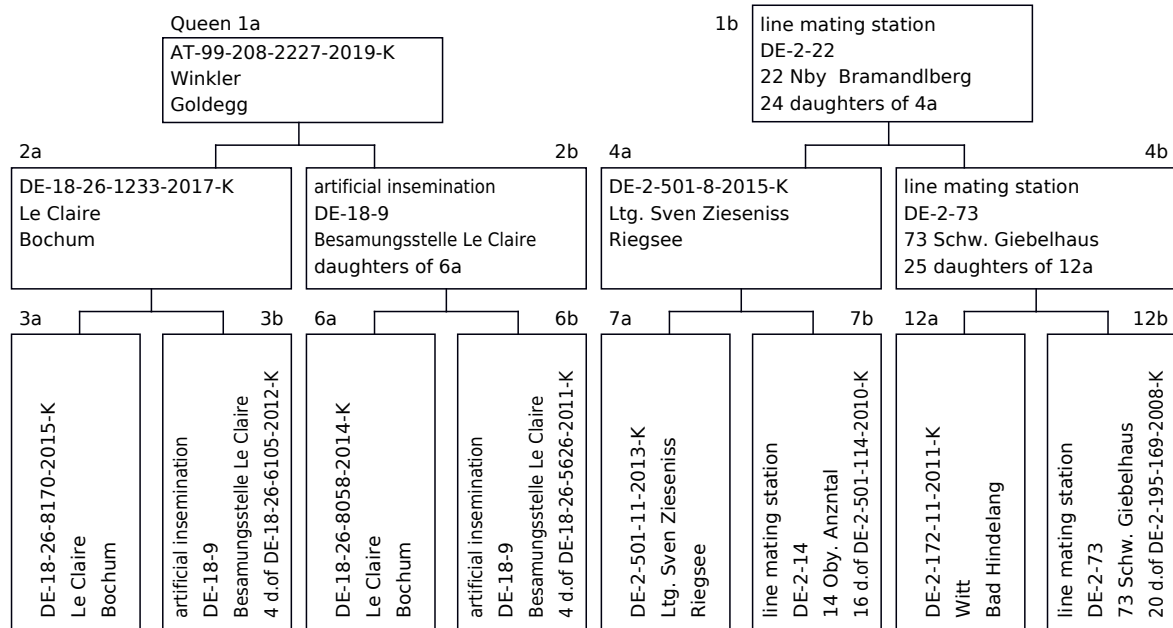 Queen 1a
AT-99-208-2227-2019-K
Winkler
Goldegg
1b
line mating station
DE-2-22
22 Nby  Bramandlberg
24 daughters of 4a
2a
DE-18-26-1233-2017-K
Le Claire
Bochum
2b
artificial insemination
DE-18-9
Besamungsstelle Le Claire
daughters of 6a
4a
DE-2-501-8-2015-K
Ltg. Sven Zieseniss
Riegsee
4b
line mating station
DE-2-73
73 Schw. Giebelhaus
25 daughters of 12a
3a
DE-18-26-8170-2015-K
Le Claire
Bochum
3b
artificial insemination
DE-18-9
Besamungsstelle Le Claire
4 d.of DE-18-26-6105-2012-K
6a
DE-18-26-8058-2014-K
Le Claire
Bochum
6b
artificial insemination
DE-18-9
Besamungsstelle Le Claire
4 d.of DE-18-26-5626-2011-K
7a
DE-2-501-11-2013-K
Ltg. Sven Zieseniss
Riegsee
7b
line mating station
DE-2-14
14 Oby. Anzntal
16 d.of DE-2-501-114-2010-K
12a
DE-2-172-11-2011-K
Witt
Bad Hindelang
12b
line mating station
DE-2-73
73 Schw. Giebelhaus
20 d.of DE-2-195-169-2008-K